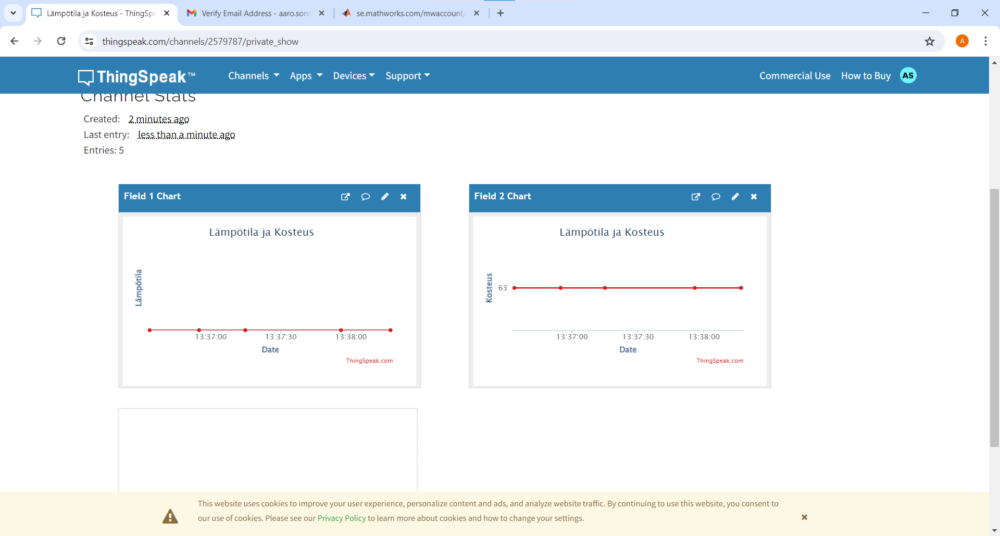 Lämpötila ja Kosteus - ThingSpe
Verify Email Address - aaro.son
se.mathworks.com/mwaccount/
thingspeak.com/channels/2579787/private_show
A
ThingSpeak™
Channels
Apps
Devices
Support
Commercial Use
How to Buy
AS
Channel Stats
Created: 2 minutes ago
Last entry: less than a minute ago
Entries: 5
Field 1 Chart
Lämpötila ja Kosteus
Lämpötila
13:37:00
13:37:30
13:38:00
Date
ThingSpeak.com
Field 2 Chart
Lämpötila ja Kosteus
Kosteus
63
13:37:00
13:37:30
13:38:00
Date
ThingSpeak.com
This website uses cookies to improve your user experience, personalize content and ads, and analyze website traffic. By continuing to use this website, you consent to
our use of cookies. Please see our Privacy Policy to learn more about cookies and how to change your settings.